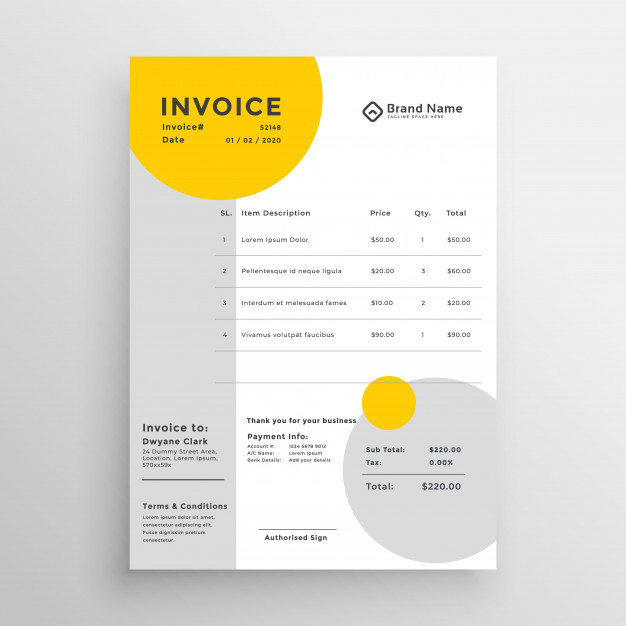 INVOICE
Invoice# 52148
Date 01 / 02 / 2020
Brand Name
TAGLINE SPACE HERE
SL. Item Description Price Qty. Total
1 Lorem Ipsum Dolor $50.00 1 $50.00
2 Pellentesque id neque ligula $20.00 3 $60.00
3 Interdum et malesuada fames $10.00 2 $20.00
4 Vivamus volutpat faucibus $90.00 1 $90.00
Invoice to:
Dwyane Clark
24 Dummy Street Area,
Location, Lorem Ipsum,
570xx59x
Terms & Conditions
Lorem ipsum dolor sit amet,
consectetur adipiscing elit.
Fusce dignissim pretium
consectetur.
Thank you for your business
Payment Info:
Account #: 1234 5678 9012
A/C Name: Lorem Ipsum
Bank Details: Add your details
Authorised Sign
Sub Total: $220.00
Tax: 0.00%
Total: $220.00